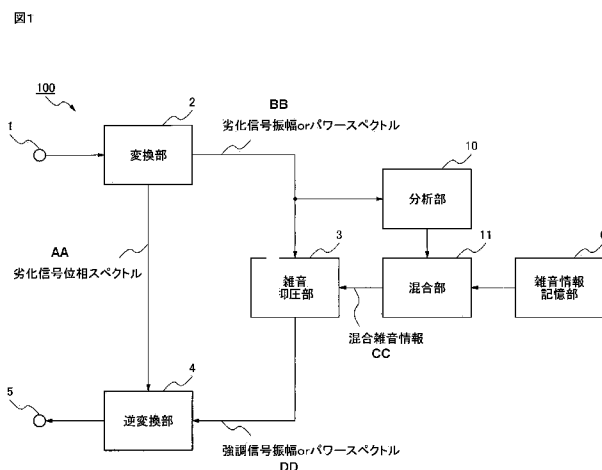 図1
100
1
2
変換部
BB
劣化信号振幅orパワースペクトル
10
分析部
AA
劣化信号位相スペクトル
3
雑音
抑圧部
11
混合部
6
雑音情報
記憶部
混合雑音情報
CC
5
4
逆変換部
強調信号振幅orパワースペクトル
DD